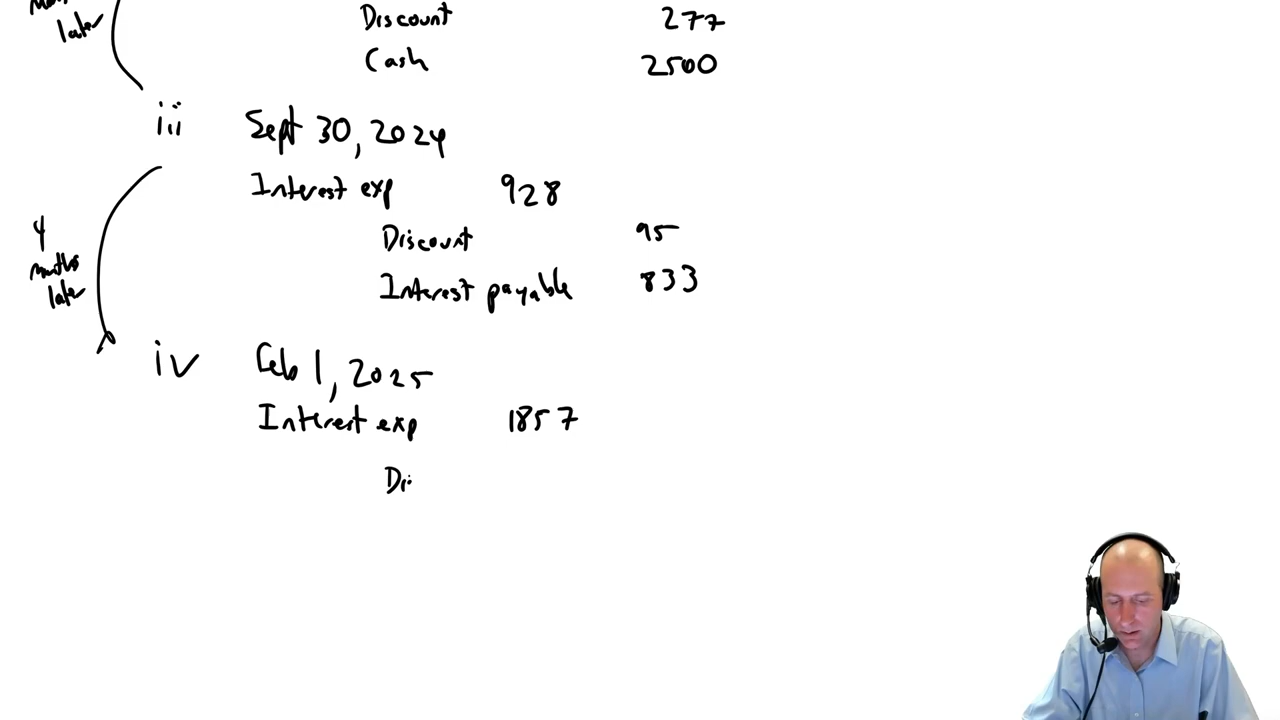 later
Discount 277
Cash 2500
iii Sept 30, 2024
Interest exp 928
4 months later
Discount 95
Interest payable 833
iv Feb 1, 2025
Interest exp 1857
Di